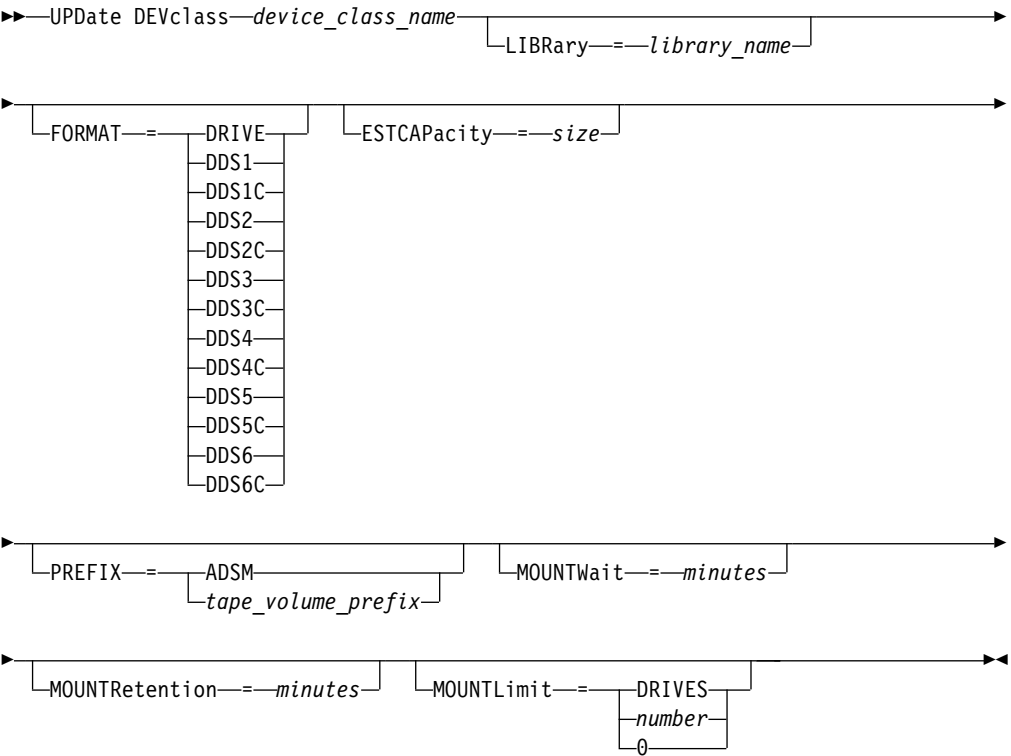 UPDate DEVclass device_class_name
LIBRary = library_name
FORMAT = DRIVE ESTCAPacity = size
DDS1
DDS1C
DDS2
DDS2C
DDS3
DDS3C
DDS4
DDS4C
DDS5
DDS5C
DDS6
DDS6C
PREFIX = ADSM MOUNTWait = minutes
tape_volume_prefix
MOUNTRetention = minutes MOUNTLimit = DRIVES
number
0